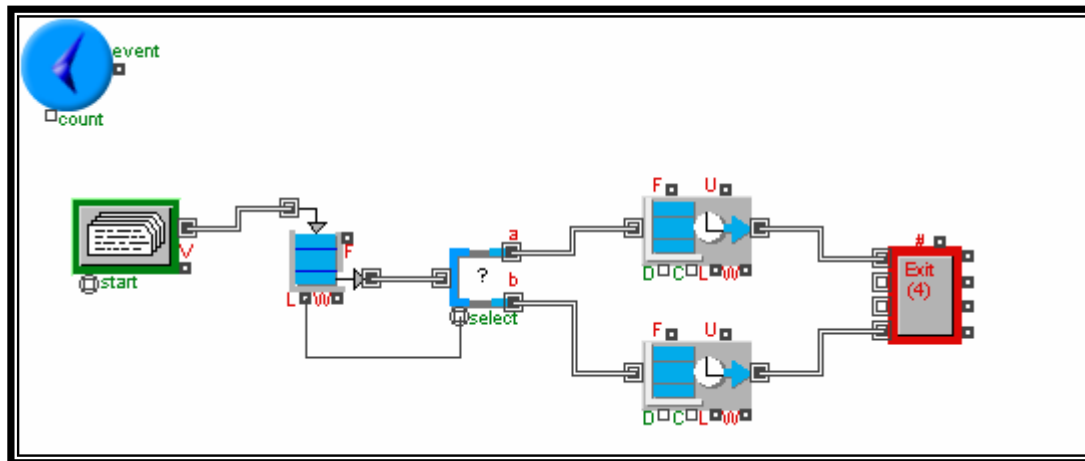 event
count
V
start
F
L W
?
a
b
select
F U
D C L W
F U
D C L W
#
Exit
(4)